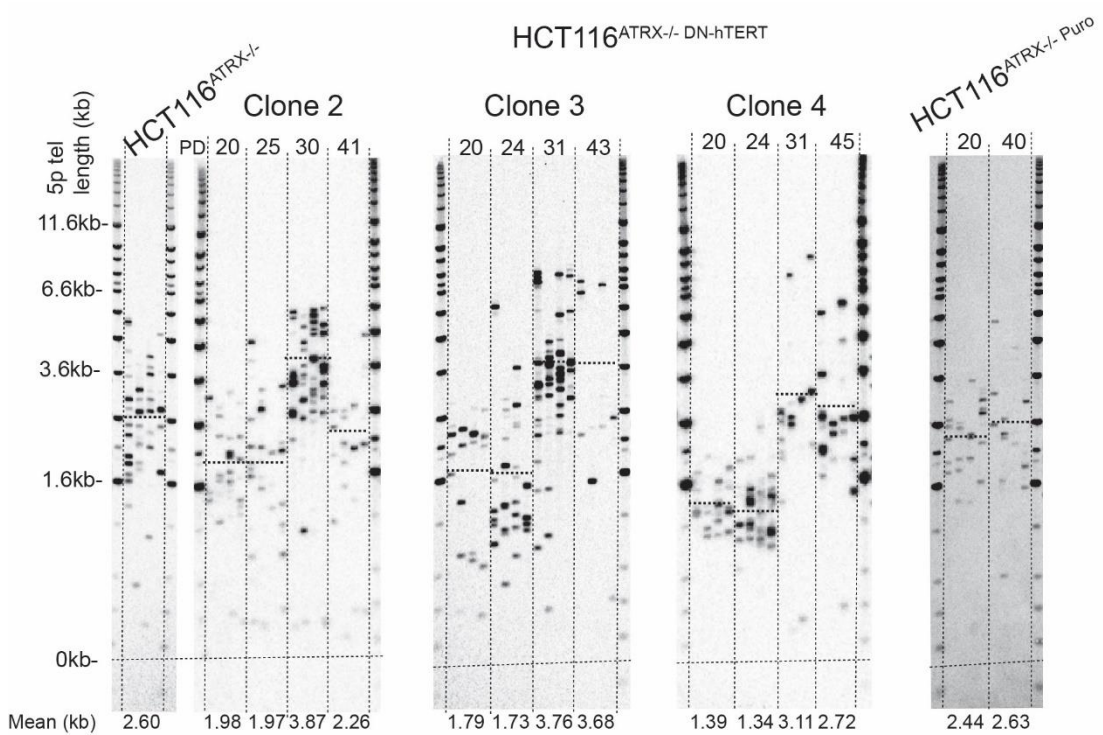 HCT116ATRX-/- DN-hTERT
HCT116ATRX-/-
HCT116ATRX-/- Puro
Clone 2
Clone 3
Clone 4
5p tel
length (kb)
PD 20 25 30 41
20 24 31 43
20 24 31 45
20 40
11.6kb-
6.6kb-
3.6kb-
1.6kb-
0kb-
Mean (kb) 2.60 1.98 1.97 3.87 2.26 1.79 1.73 3.76 3.68 1.39 1.34 3.11 2.72 2.44 2.63